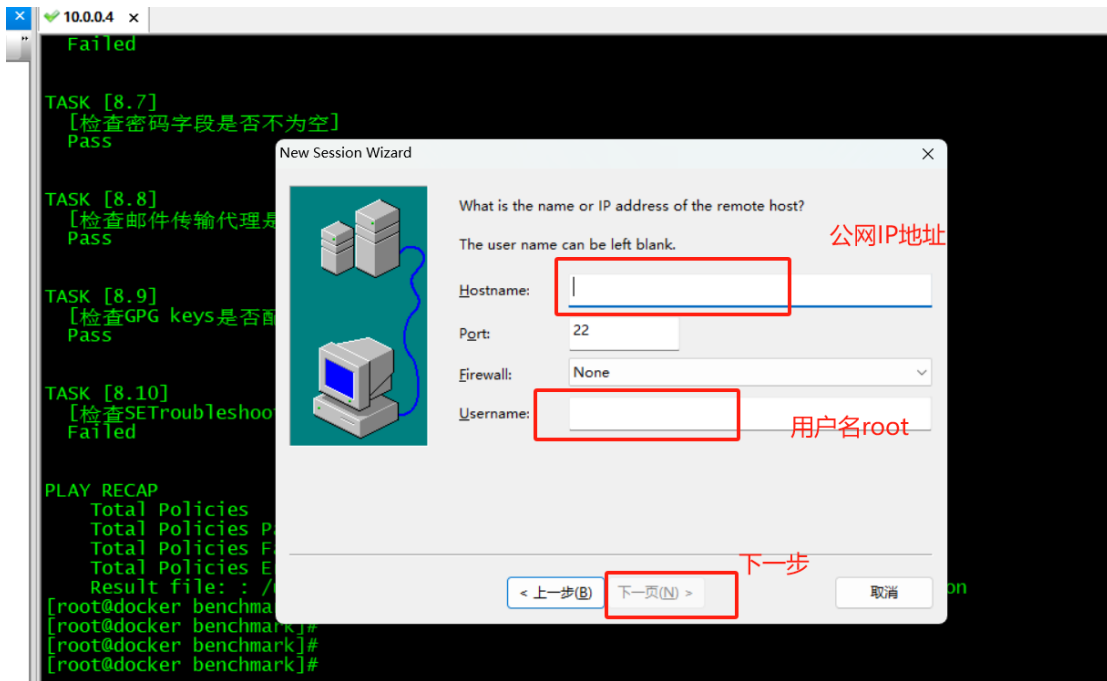 10.0.0.4 ×
Failed
TASK [8.7]
[检查密码字段是否不为空]
Pass
TASK [8.8]
[检查邮件传输代理是
Pass
TASK [8.9]
[检查GPG keys是否配
Pass
TASK [8.10]
[检查SETroubleshoo
Failed
PLAY RECAP
Total Policies
Total Policies P
Total Policies F
Total Policies E
Result file: : /
on
[root@docker benchma
[root@docker benchmark]#
[root@docker benchmark]#
[root@docker benchmark]#
New Session Wizard
What is the name or IP address of the remote host?
The user name can be left blank.
公网IP地址
Hostname:
Port: 22
Firewall: None
Username:
用户名root
下一步
< 上一步(B) 下一页(N) > 取消